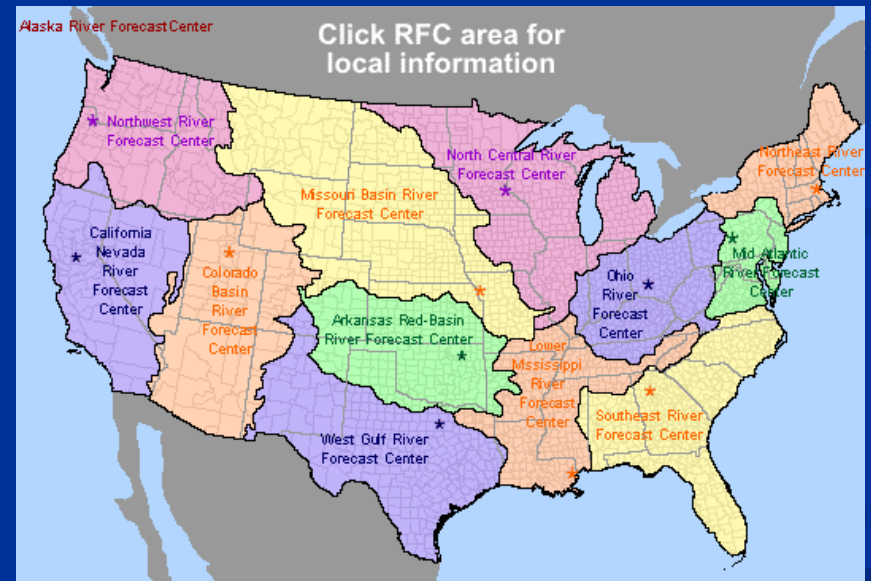 Alaska River Forecast Center
Click RFC area for
local information
Northwest River
Forecast Center
North Central River
Forecast Center
Northeast River
Forecast Center
Missouri Basin River
Forecast Center
California
Nevada
River
Forecast
Center
Colorado
Basin
River
Forecast
Center
Ohio
River
Forecast
Center
Mid Atlantic
River Forecast
Center
Arkansas Red-Basin
River Forecast Center
Lower
Mssissippi
River
Forecast
Center
Southeast River
Forecast Center
West Gulf River
Forecast Center